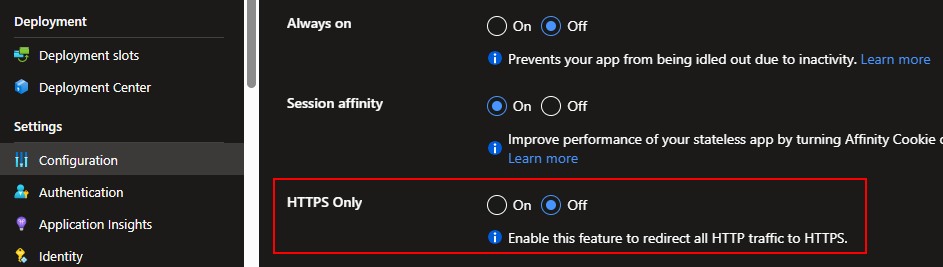 Deployment
Deployment slots
Deployment Center
Settings
Configuration
Authentication
Application Insights
Identity
Always on
On Off
Prevents your app from being idled out due to inactivity. Learn more
Session affinity
On Off
Improve performance of your stateless app by turning Affinity Cookie
Learn more
HTTPS Only
On Off
Enable this feature to redirect all HTTP traffic to HTTPS.